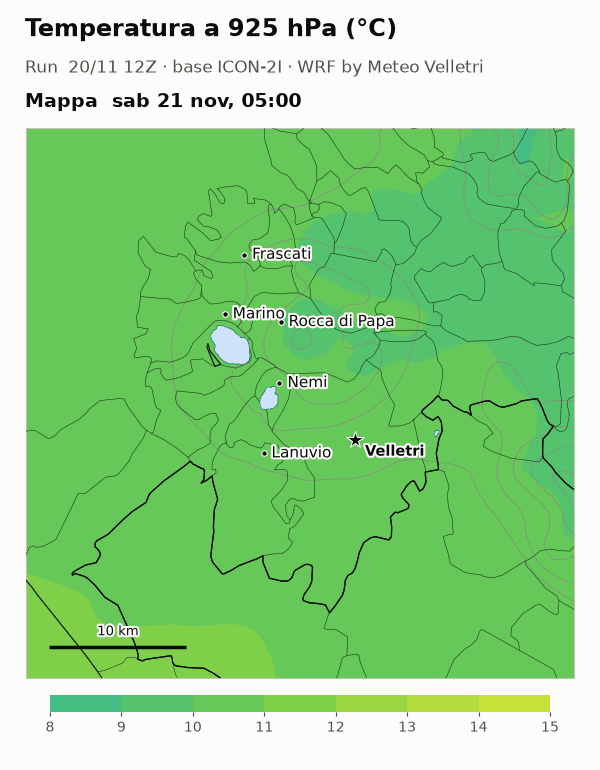 Temperatura a 925 hPa (°C)
Run  20/11 12Z · base ICON-2I · WRF by Meteo Velletri
Mappa  sab 21 nov, 05:00
Frascati
Marino
Rocca di Papa
Nemi
Velletri
Lanuvio
10 km
8 9 10 11 12 13 14 15